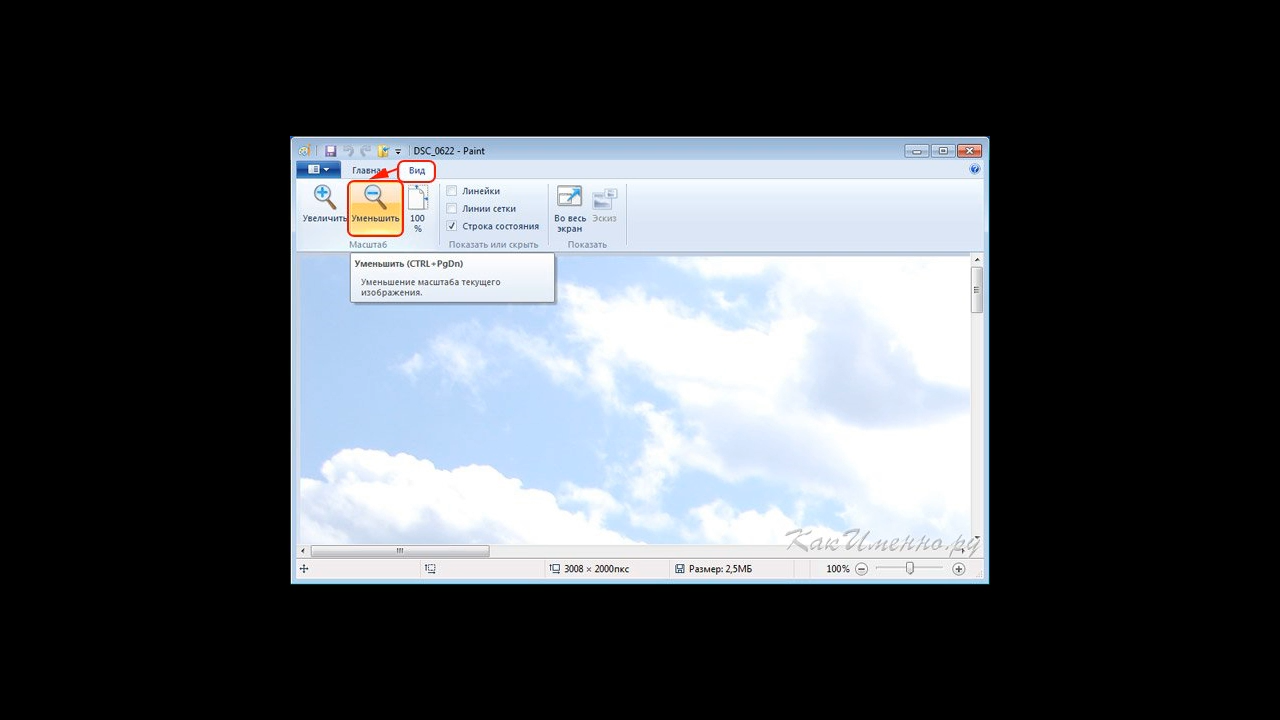 DSC_0622 - Paint
Главная Вид
Увеличить Уменьшить 100 %
Линейки
Линии сетки
Строка состояния
Во весь экран
Эскиз
Масштаб Показать или скрыть Показать
Уменьшить (CTRL+PgDn)
Уменьшение масштаба текущего
изображения.
КакИменно.ру
3008 × 2000пкс Размер: 2,5МБ 100%